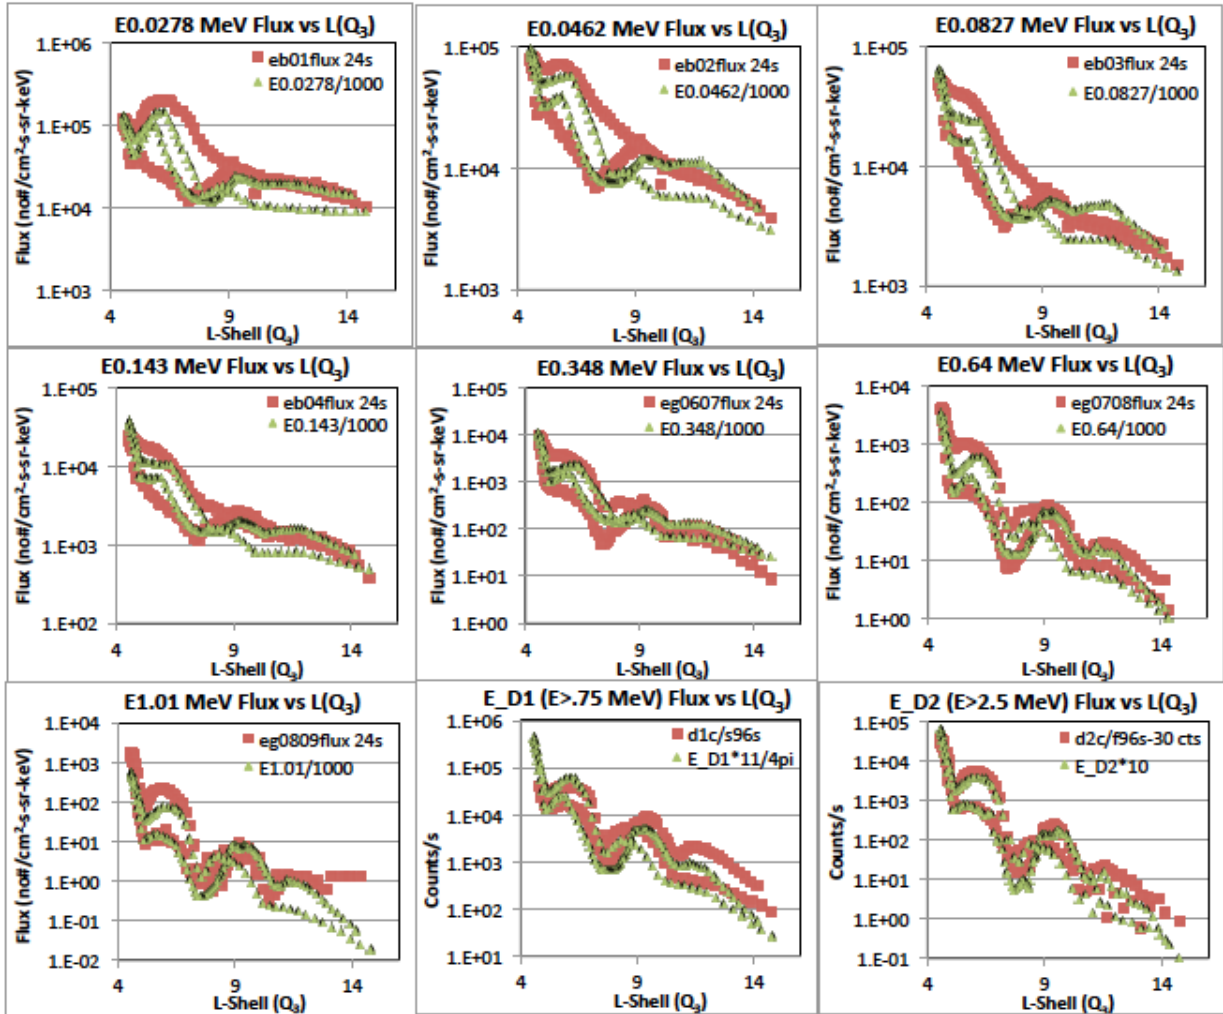 E0.0278 MeV Flux vs L(Q3)
Flux (no#/cm²-s-sr-keV)
1.E+06
1.E+05
1.E+04
1.E+03
eb01flux 24s
E0.0278/1000
4 9 14
L-Shell (Q3)
E0.0462 MeV Flux vs L(Q3)
Flux (no#/cm²-s-sr-keV)
1.E+05
1.E+04
1.E+03
eb02flux 24s
E0.0462/1000
4 9 14
L-Shell (Q3)
E0.0827 MeV Flux vs L(Q3)
Flux (no#/cm²-s-sr-keV)
1.E+05
1.E+04
1.E+03
eb03flux 24s
E0.0827/1000
4 9 14
L-Shell (Q3)
E0.143 MeV Flux vs L(Q3)
Flux (no#/cm²-s-sr-keV)
1.E+05
1.E+04
1.E+03
1.E+02
eb04flux 24s
E0.143/1000
4 9 14
L-Shell (Q3)
E0.348 MeV Flux vs L(Q3)
Flux (no#/cm²-s-sr-keV)
1.E+05
1.E+04
1.E+03
1.E+02
1.E+01
1.E+00
eg0607flux 24s
E0.348/1000
4 9 14
L-Shell (Q3)
E0.64 MeV Flux vs L(Q3)
Flux (no#/cm²-s-sr-keV)
1.E+04
1.E+03
1.E+02
1.E+01
1.E+00
eg0708flux 24s
E0.64/1000
4 9 14
L-Shell (Q3)
E1.01 MeV Flux vs L(Q3)
Flux (no#/cm²-s-sr-keV)
1.E+04
1.E+03
1.E+02
1.E+01
1.E+00
1.E-01
1.E-02
eg0809flux 24s
E1.01/1000
4 9 14
L-Shell (Q3)
E_D1 (E>.75 MeV) Flux vs L(Q3)
Counts/s
1.E+06
1.E+05
1.E+04
1.E+03
1.E+02
1.E+01
d1c/s96s
E_D1*11/4pi
4 9 14
L-Shell (Q3)
E_D2 (E>2.5 MeV) Flux vs L(Q3)
Counts/s
1.E+05
1.E+04
1.E+03
1.E+02
1.E+01
1.E+00
1.E-01
d2c/f96s-30 cts
E_D2*10
4 9 14
L-Shell (Q3)